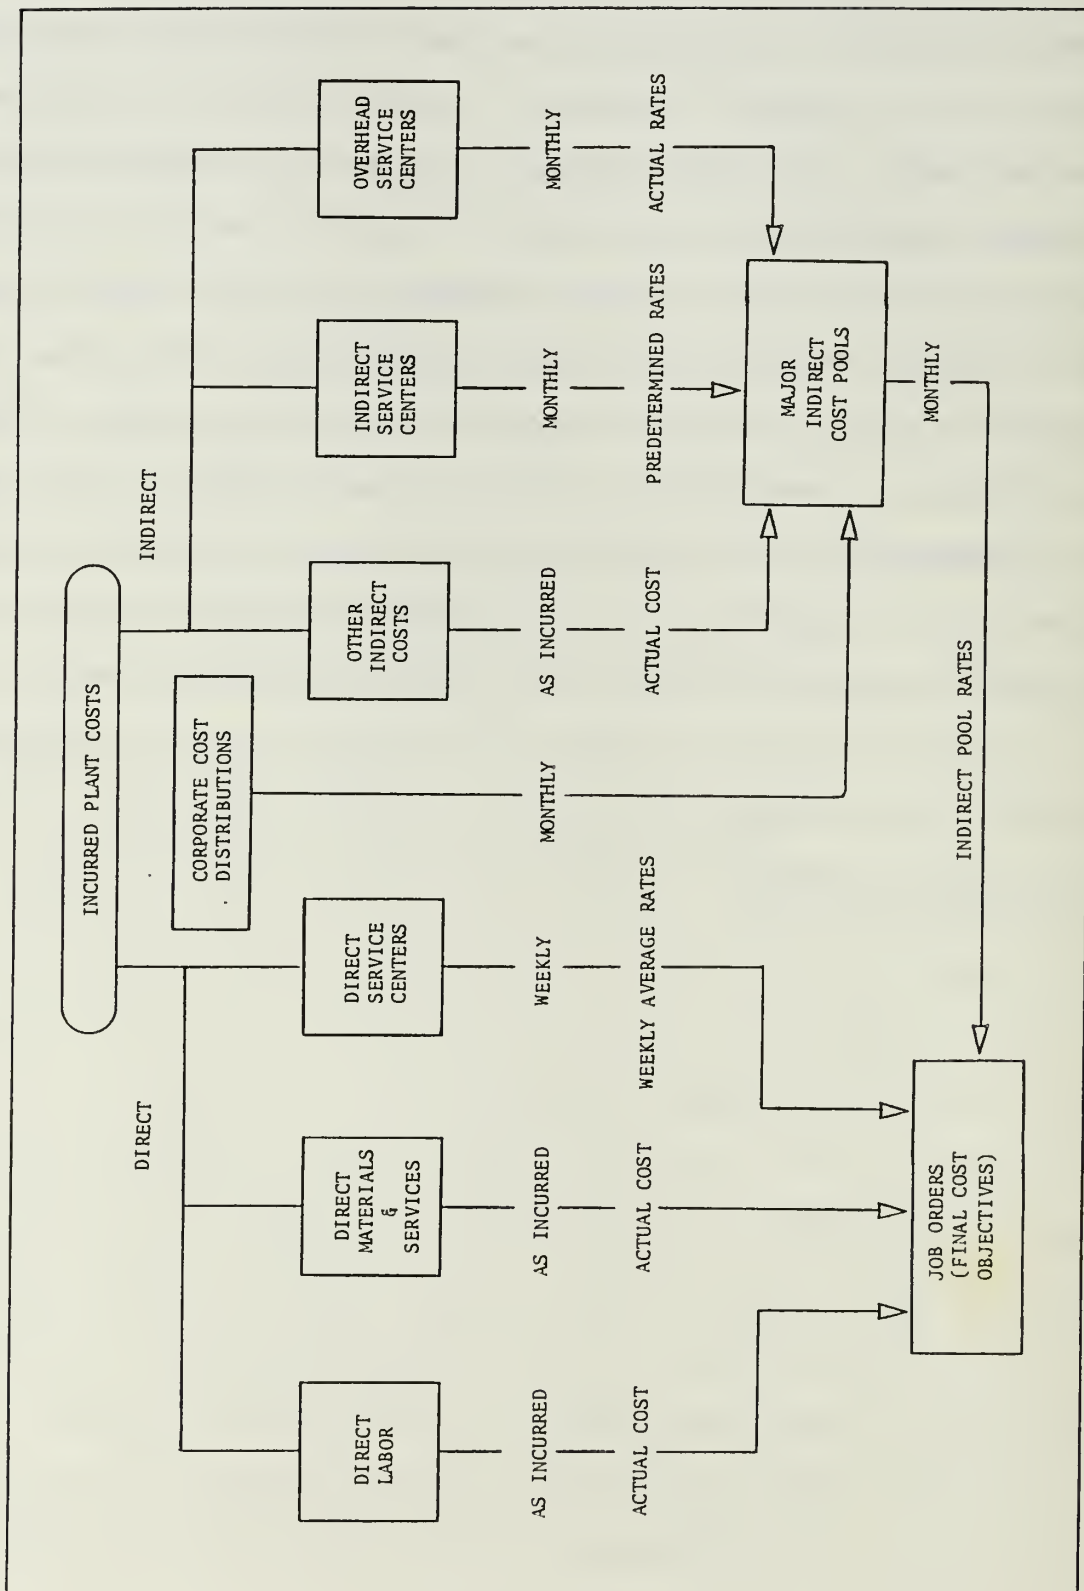 INCURRED PLANT COSTS
DIRECT
INDIRECT
CORPORATE COST
DISTRIBUTIONS
DIRECT
LABOR
DIRECT
MATERIALS
&
SERVICES
DIRECT
SERVICE
CENTERS
OTHER
INDIRECT
COSTS
INDIRECT
SERVICE
CENTERS
OVERHEAD
SERVICE
CENTERS
AS INCURRED
AS INCURRED
WEEKLY
MONTHLY
AS INCURRED
MONTHLY
MONTHLY
ACTUAL COST
ACTUAL COST
WEEKLY AVERAGE RATES
ACTUAL COST
PREDETERMINED RATES
ACTUAL RATES
MAJOR
INDIRECT
COST POOLS
MONTHLY
INDIRECT POOL RATES
JOB ORDERS
(FINAL COST
OBJECTIVES)